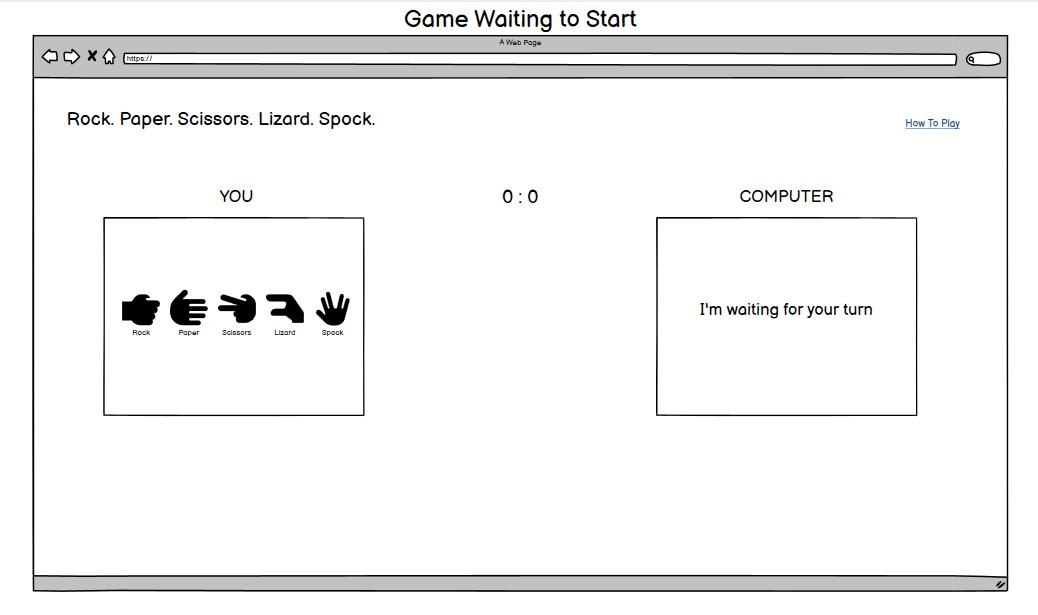 Game Waiting to Start
A Web Page
https://
Rock. Paper. Scissors. Lizard. Spock.
How To Play
YOU
0 : 0
COMPUTER
Rock Paper Scissors Lizard Spock
I'm waiting for your turn